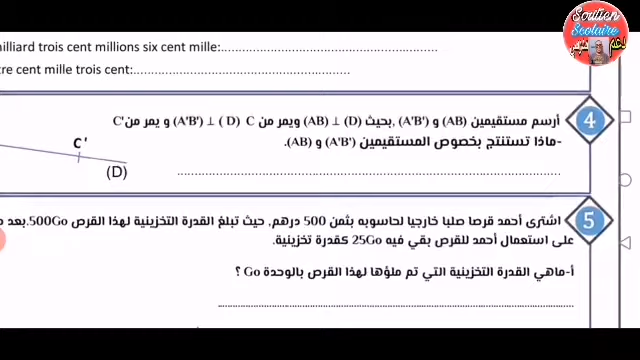 Soutien
Scolaire
دعم مدرسي
milliard trois cent millions six cent mille:
tre cent mille trois cent:
4
أرسم مستقيمين (AB) و (A'B') ,بحيث (D) ⊥ (AB) ويمر من C (D ) ⊥ (A'B') و يمر من C'
-ماذا تستنتج بخصوص المستقيمين (A'B') و (AB).
C'
(D)
5
اشترى أحمد قرصا صلبا خارجيا لحاسوبه بثمن 500 درهم, حيث تبلغ القدرة التخزينية لهذا القرص 500Go.بعد
على استعمال أحمد للقرص بقي فيه 25Go كقدرة تخزينية.
أ-ماهي القدرة التخزينية التي تم ملؤها لهذا القرص بالوحدة Go ؟